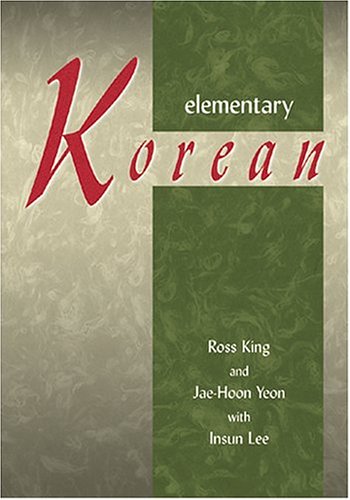 elementary
Korean
Ross King
and
Jae-Hoon Yeon
with
Insun Lee